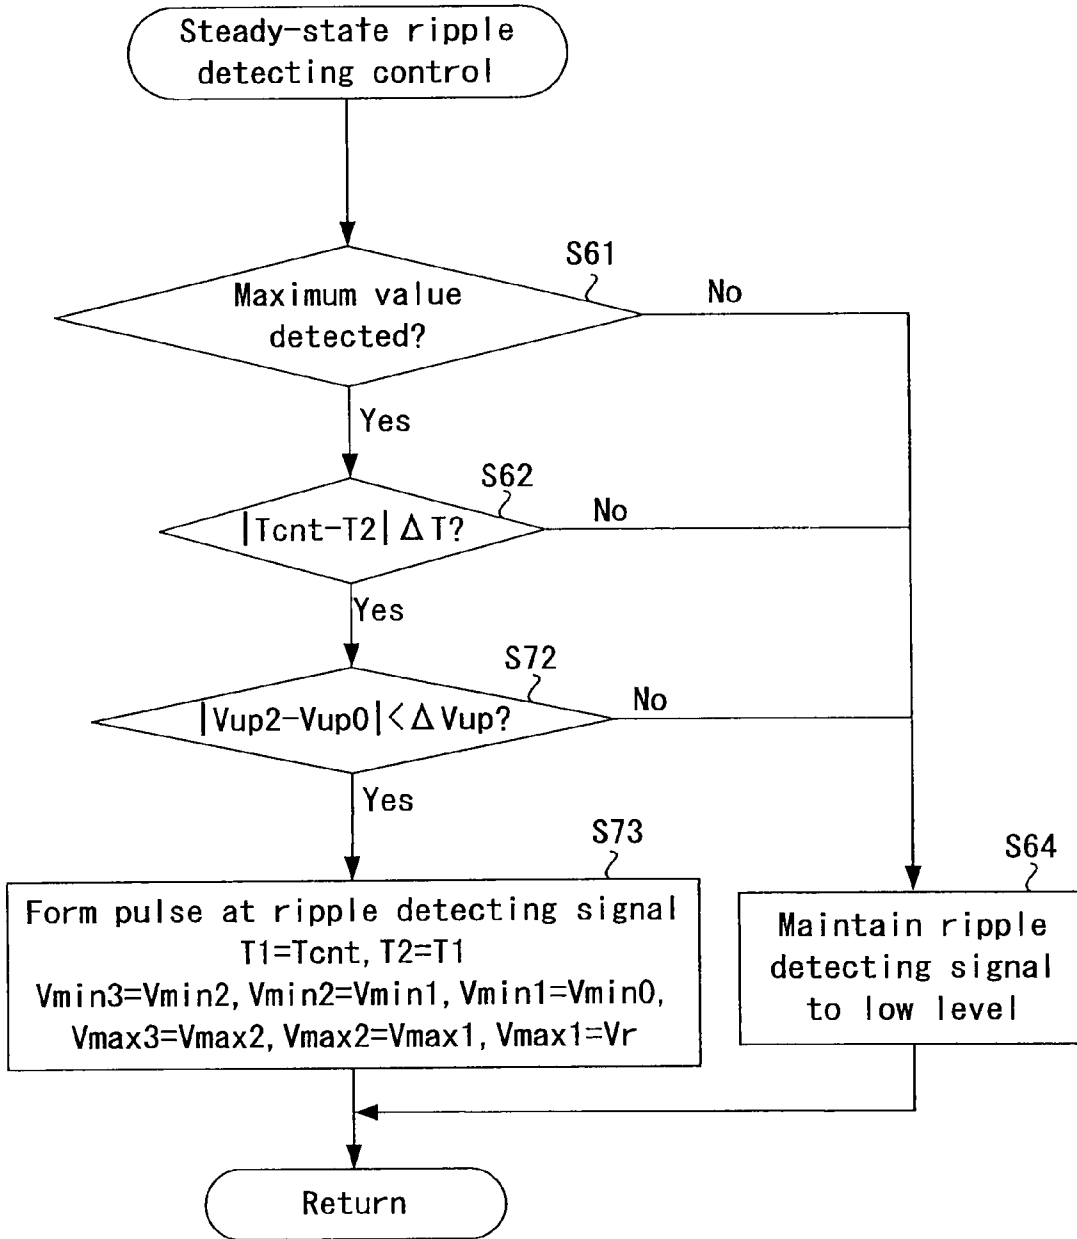 Steady-state ripple
detecting control
S61
Maximum value
detected?
No
Yes
S62
|Tcnt-T2| Δ T?
No
Yes
S72
|Vup2-Vup0|< Δ Vup?
No
Yes
S73
Form pulse at ripple detecting signal
T1=Tcnt, T2=T1
Vmin3=Vmin2, Vmin2=Vmin1, Vmin1=Vmin0,
Vmax3=Vmax2, Vmax2=Vmax1, Vmax1=Vr
S64
Maintain ripple
detecting signal
to low level
Return